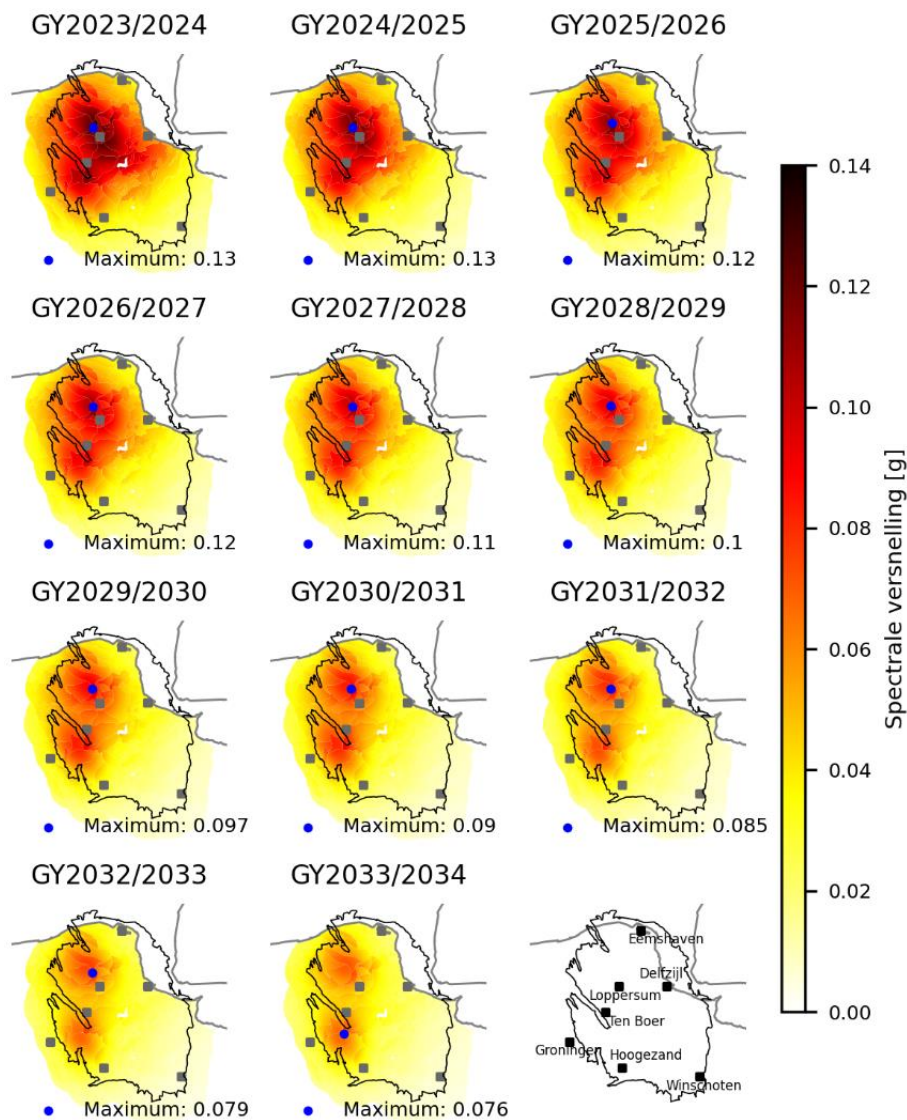 GY2023/2024 GY2024/2025 GY2025/2026
Maximum: 0.13 Maximum: 0.13 Maximum: 0.12
GY2026/2027 GY2027/2028 GY2028/2029
Maximum: 0.12 Maximum: 0.11 Maximum: 0.1
GY2029/2030 GY2030/2031 GY2031/2032
Maximum: 0.097 Maximum: 0.09 Maximum: 0.085
GY2032/2033 GY2033/2034
Maximum: 0.079 Maximum: 0.076
Eemshaven
Delfzijl
Loppersum
Ten Boer
Groningen
Hoogezand
Winschoten
0.14
0.12
0.10
0.08
0.06
0.04
0.02
0.00
Spectrale versnelling [g]